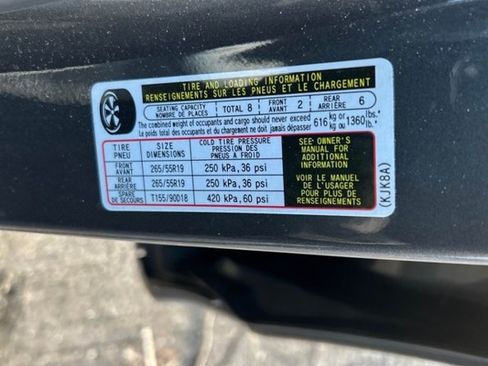 TIRE AND LOADING INFORMATION
RENSEIGNEMENTS SUR LES PNEUS ET LE CHARGEMENT
SEATING CAPACITY
NOMBRE DE PLACES
TOTAL 8
FRONT
AVANT
2
REAR
ARRIÈRE
6
The combined weight of occupants and cargo should never exceed 616 kg or 1360 lbs.
Le poids total des occupants et du chargement ne doit jamais dépasser 616 kg ou 1360 lb.
TIRE
PNEU
SIZE
DIMENSIONS
COLD TIRE PRESSURE
PRESSION DES
PNEUS À FROID
FRONT
AVANT
265/55R19
250 kPa, 36 psi
REAR
ARRIÈRE
265/55R19
250 kPa, 36 psi
SPARE
DE SECOURS
T155/90D18
420 kPa, 60 psi
SEE OWNER'S
MANUAL FOR
ADDITIONAL
INFORMATION
VOIR LE MANUEL
DE L'USAGER
POUR PLUS DE
RENSEIGNEMENTS
(KJK8A)